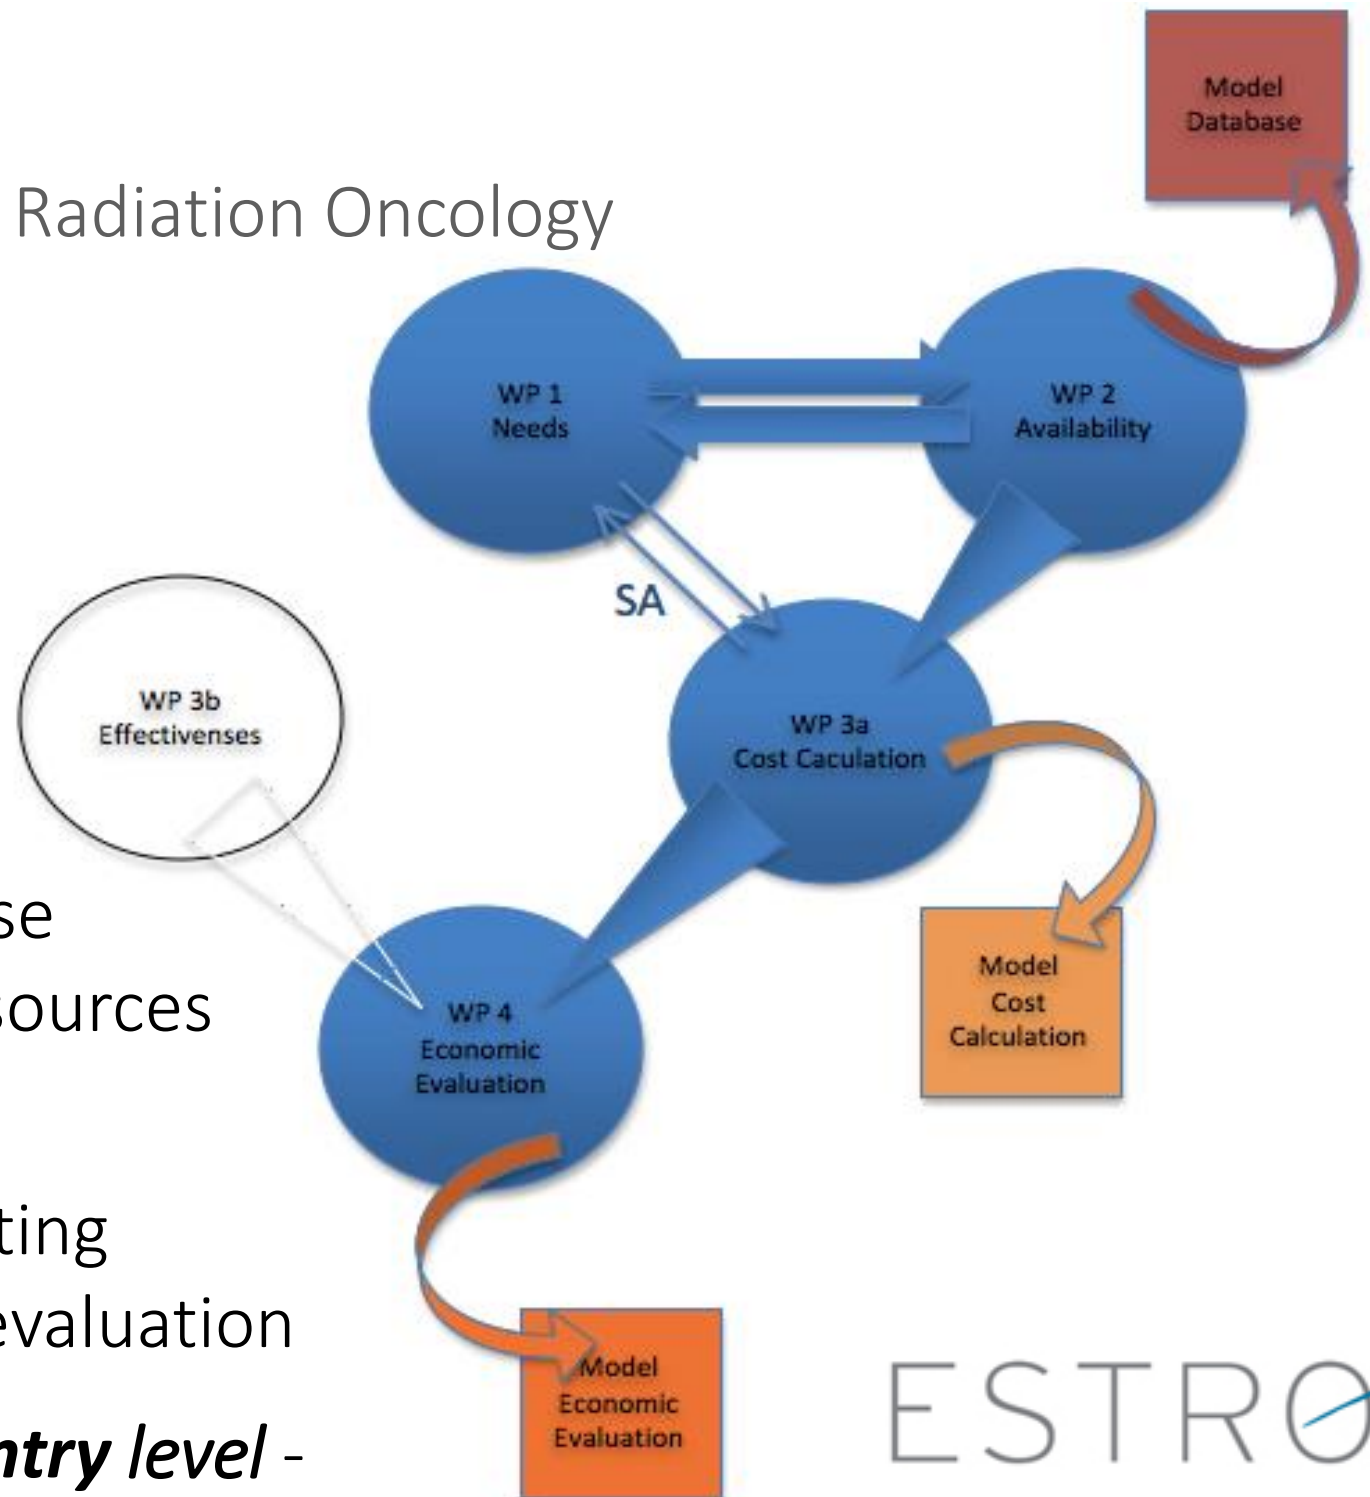 Model
Database
Radiation Oncology
WP 1
Needs
WP 2
Availability
SA
WP 3b
Effectivenses
WP 3a
Cost Caculation
se
sources
Model
Cost
Calculation
WP 4
Economic
Evaluation
ting
evaluation
Model
Economic
Evaluation
ntry level -
ESTRO